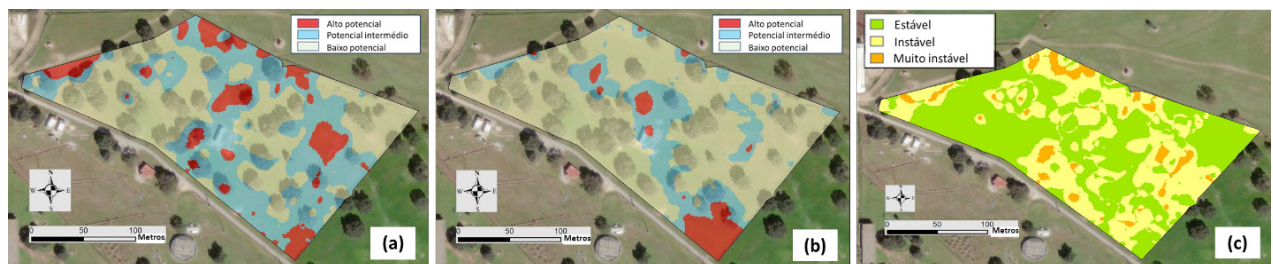 Alto potencial
Potencial intermédio
Baixo potencial
N
W E
S
0 50 100
Metros
(a)
Alto potencial
Potencial intermédio
Baixo potencial
N
W E
S
0 50 100
Metros
(b)
Estável
Instável
Muito instável
N
W E
S
0 50 100
Metros
(c)